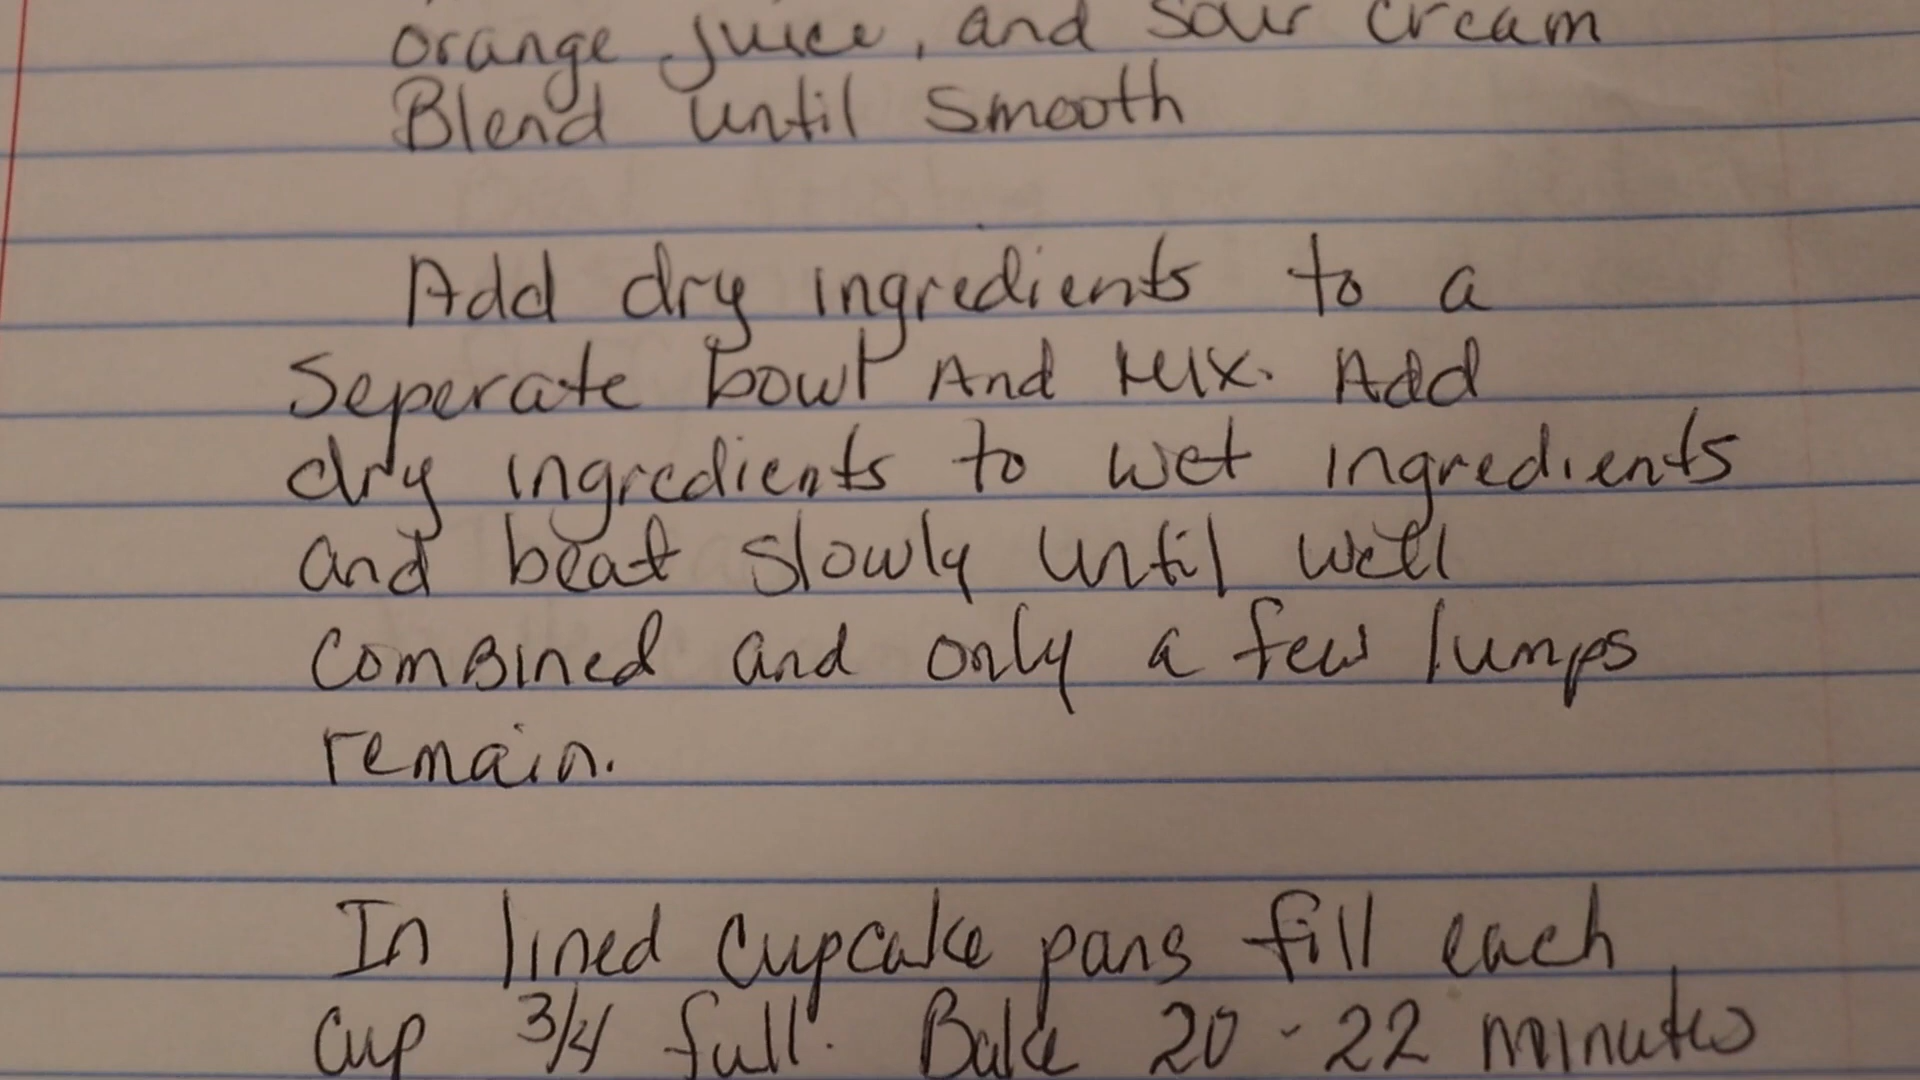 orange juice, and sour cream
Blend until smooth
Add dry ingredients to a
Seperate bowl And Mix. Add
dry ingredients to wet ingredients
and beat slowly until well
combined and only a few lumps
remain.
In lined cupcake pans fill each
cup 3/4 full. Bake 20-22 minutes